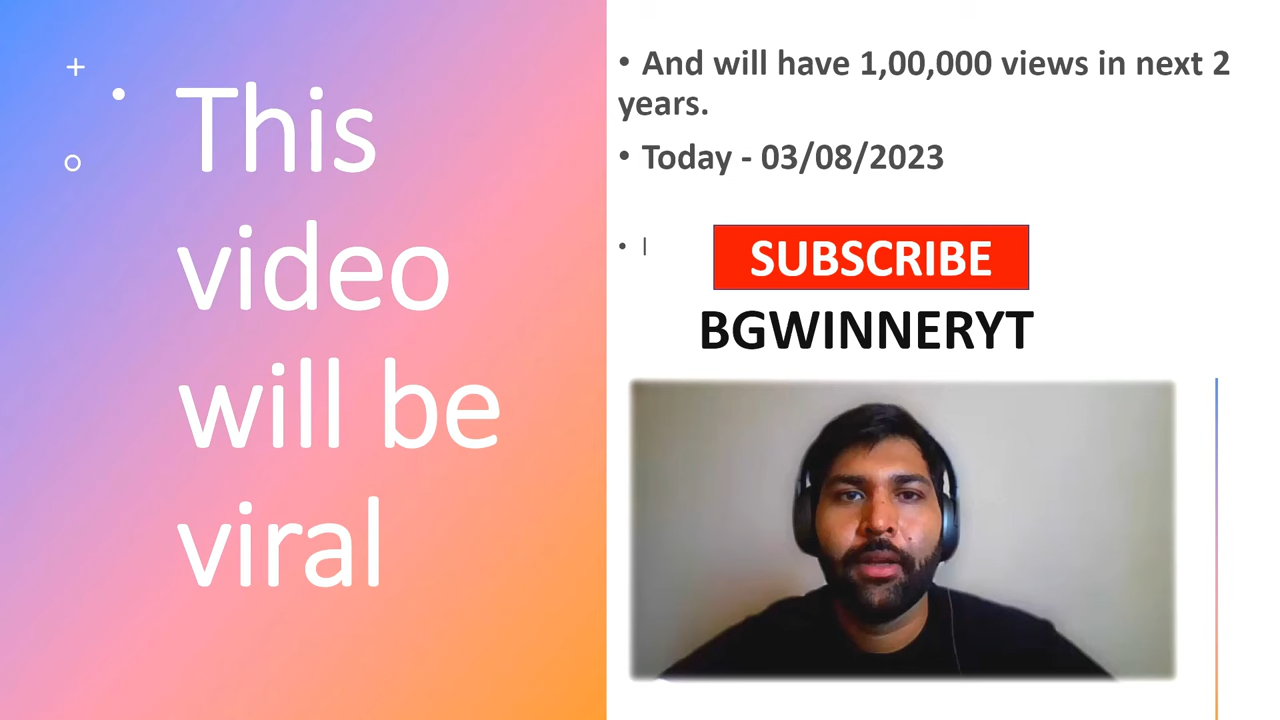 This
video
will be
viral
• And will have 1,00,000 views in next 2
years.
• Today - 03/08/2023
•
SUBSCRIBE
BGWINNERYT